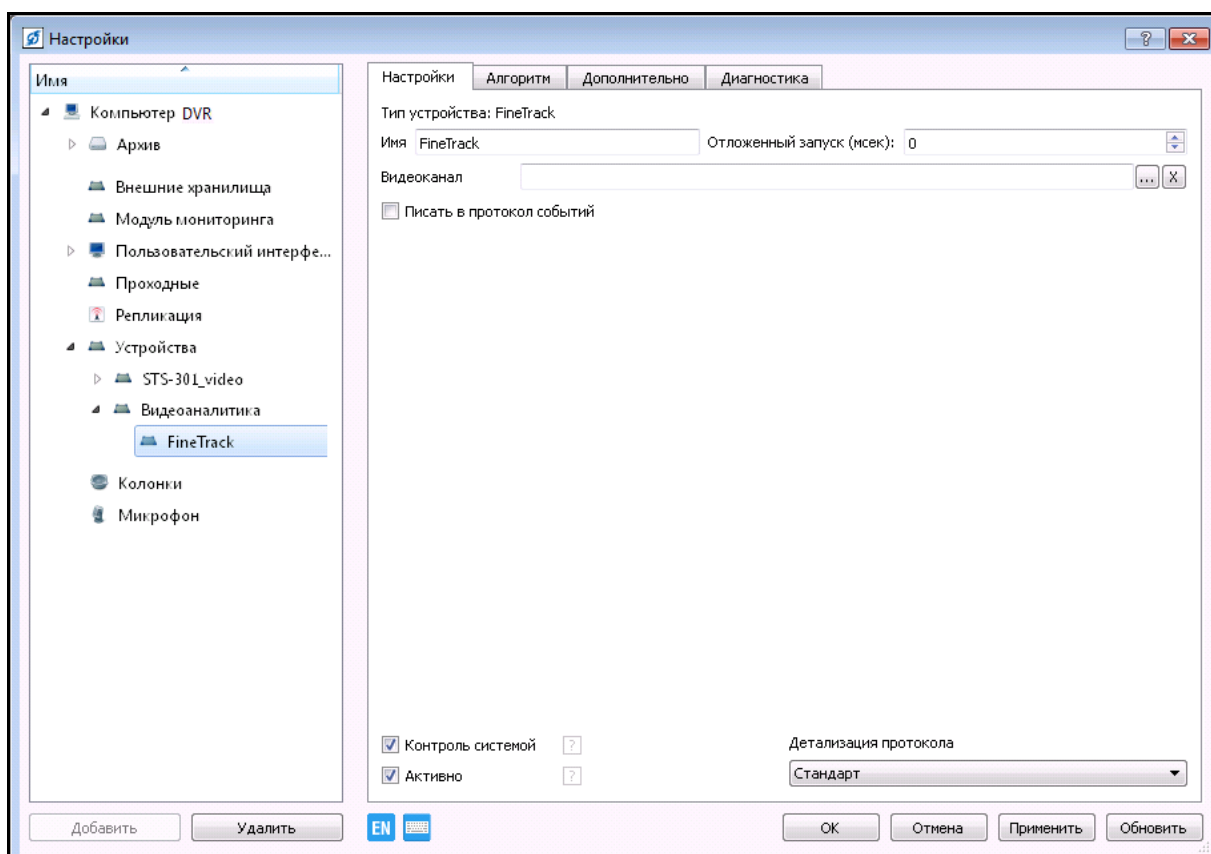 Настройки
?
X
Имя
Компьютер DVR
Архив
Внешние хранилища
Модуль мониторинга
Пользовательский интерфе...
Проходные
Репликация
Устройства
STS-301_video
Видеоаналитика
FineTrack
Колонки
Микрофон
Добавить Удалить
Настройки Алгоритм Дополнительно Диагностика
Тип устройства: FineTrack
Имя FineTrack Отложенный запуск (мсек): 0
Видеоканал ... X
Писать в протокол событий
Контроль системой ? Детализация протокола
Активно ? Стандарт
EN OK Отмена Применить Обновить